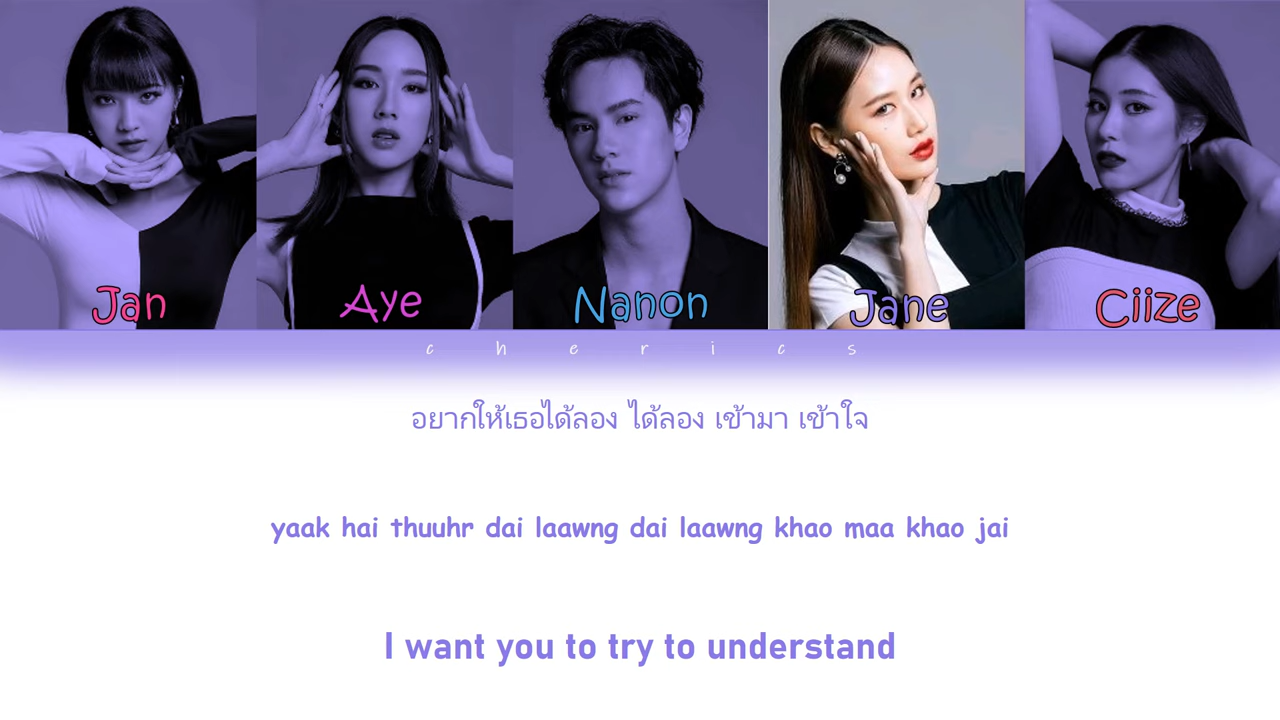 Jan Aye Nanon Jane Ciize
c h e r i c s
อยากให้เธอได้ลอง ได้ลอง เข้ามา เข้าใจ
yaak hai thuuhr dai laawng dai laawng khao maa khao jai
I want you to try to understand